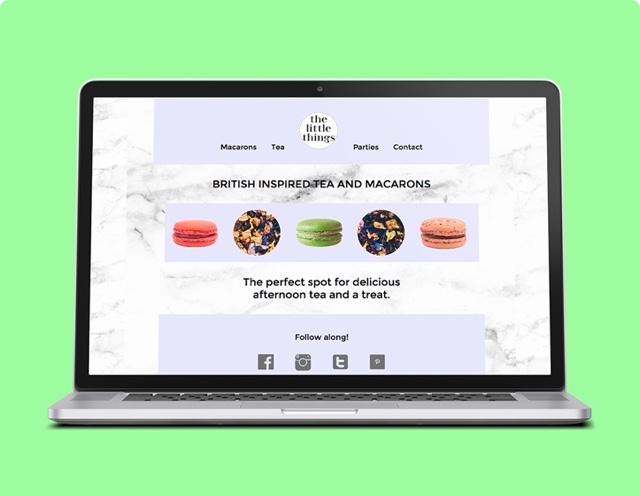 the
little
things
Macarons Tea Parties Contact
BRITISH INSPIRED TEA AND MACARONS
The perfect spot for delicious
afternoon tea and a treat.
Follow along!